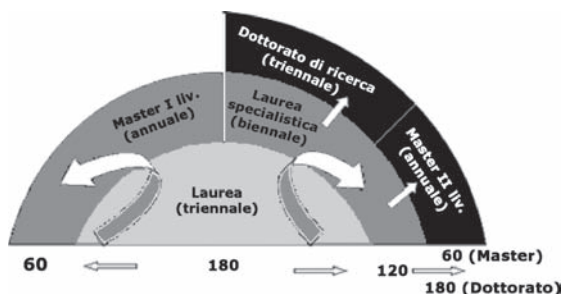 Dottorato di ricerca
(triennale)
Master I liv.
(annuale)
Laurea
specialistica
(biennale)
Master II liv.
(annuale)
Laurea
(triennale)
60
180
120
60 (Master)
180 (Dottorato)